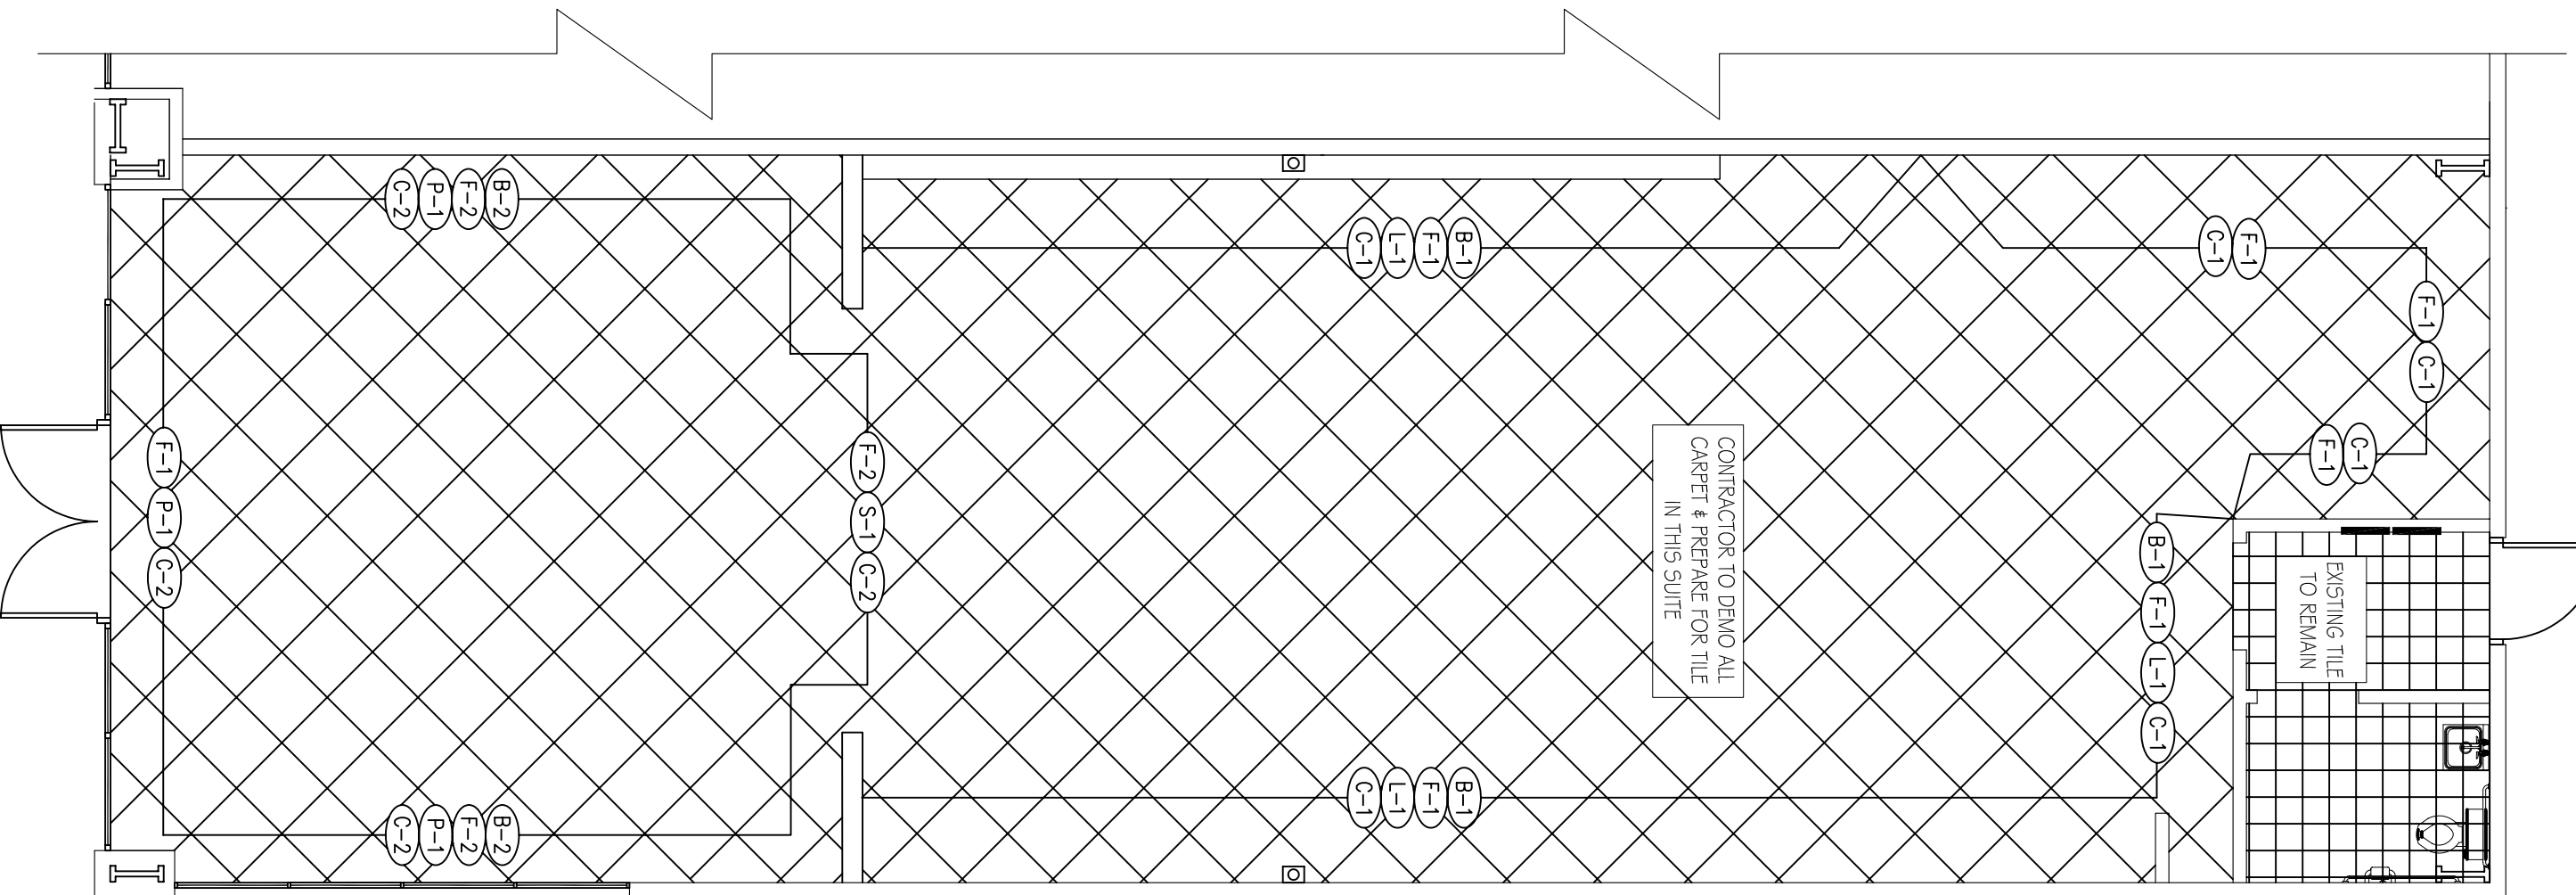 B-2
F-2
P-1
C-2
B-1
F-1
L-1
C-1
F-1
C-1
F-1
C-1
C-1
F-1
F-1
P-1
C-2
F-2
S-1
C-2
CONTRACTOR TO DEMO ALL
CARPET & PREPARE FOR TILE
IN THIS SUITE
B-1
F-1
L-1
C-1
EXISTING TILE
TO REMAIN
B-2
F-2
P-1
C-2
B-1
F-1
L-1
C-1